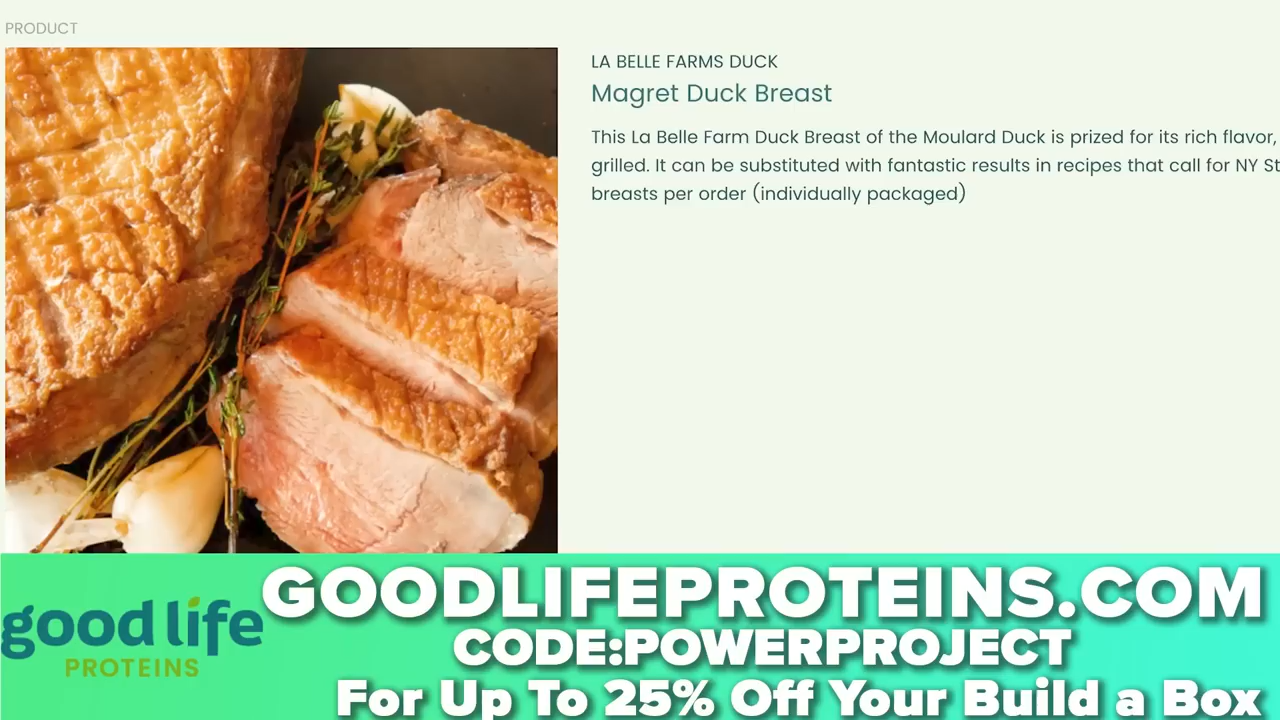 PRODUCT
LA BELLE FARMS DUCK
Magret Duck Breast
This La Belle Farm Duck Breast of the Moulard Duck is prized for its rich flavor,
grilled. It can be substituted with fantastic results in recipes that call for NY St
breasts per order (individually packaged)
good life
PROTEINS
GOODLIFEPROTEINS.COM
CODE:POWERPROJECT
For Up To 25% Off Your Build a Box